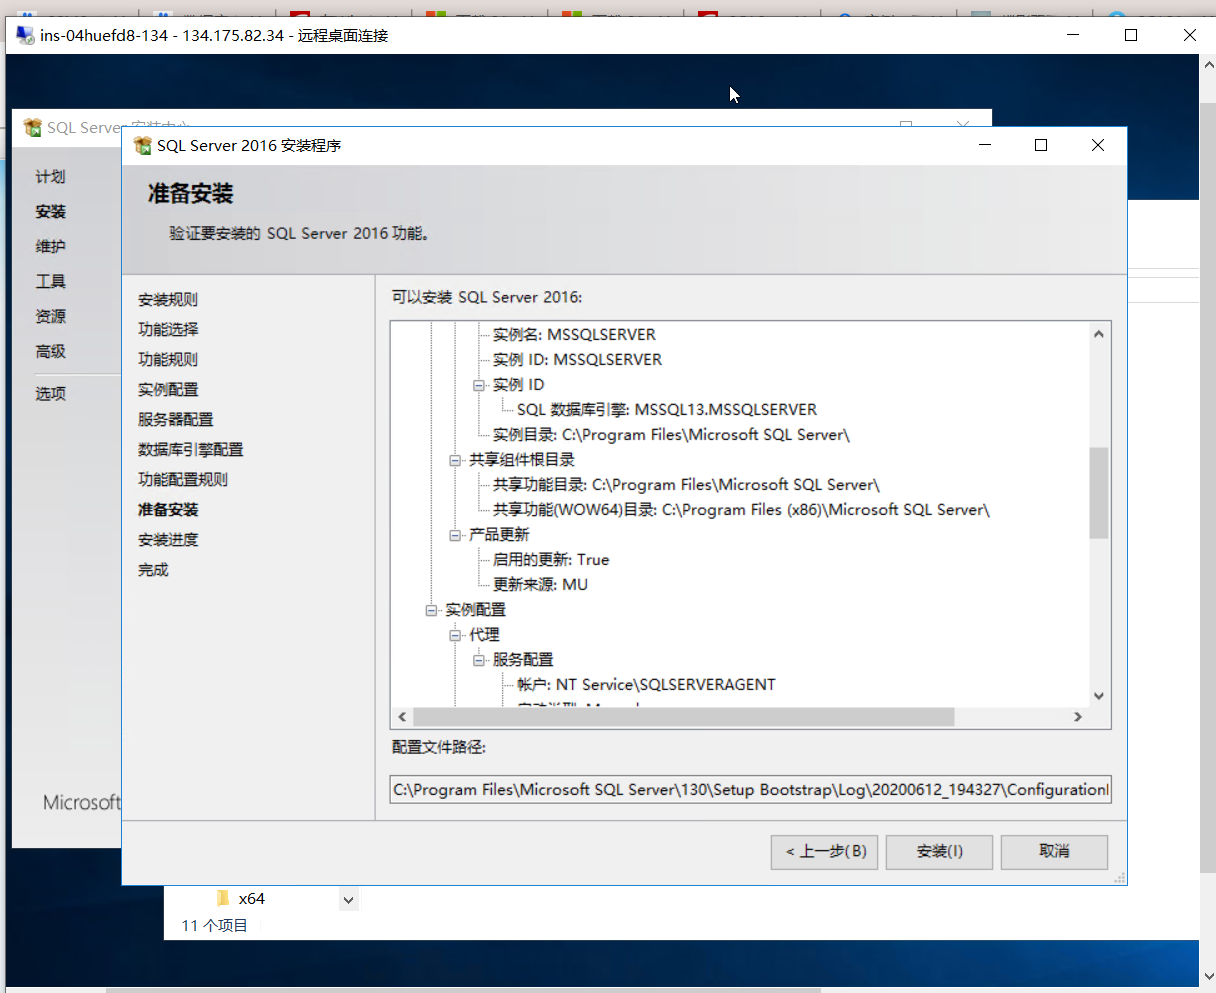 ins-04huefd8-134 - 134.175.82.34 - 远程桌面连接
SQL Server 安装中心
SQL Server 2016 安装程序
计划
安装
维护
工具
资源
高级
选项
Microsoft
准备安装
验证要安装的 SQL Server 2016 功能。
安装规则
功能选择
功能规则
实例配置
服务器配置
数据库引擎配置
功能配置规则
准备安装
安装进度
完成
可以安装 SQL Server 2016:
实例名: MSSQLSERVER
实例 ID: MSSQLSERVER
实例 ID
SQL 数据库引擎: MSSQL13.MSSQLSERVER
实例目录: C:\Program Files\Microsoft SQL Server\
共享组件根目录
共享功能目录: C:\Program Files\Microsoft SQL Server\
共享功能(WOW64)目录: C:\Program Files (x86)\Microsoft SQL Server\
产品更新
启用的更新: True
更新来源: MU
实例配置
代理
服务配置
帐户: NT Service\SQLSERVERAGENT
配置文件路径:
C:\Program Files\Microsoft SQL Server\130\Setup Bootstrap\Log\20200612_194327\Configuration
< 上一步(B)
安装(I)
取消
x64
11 个项目